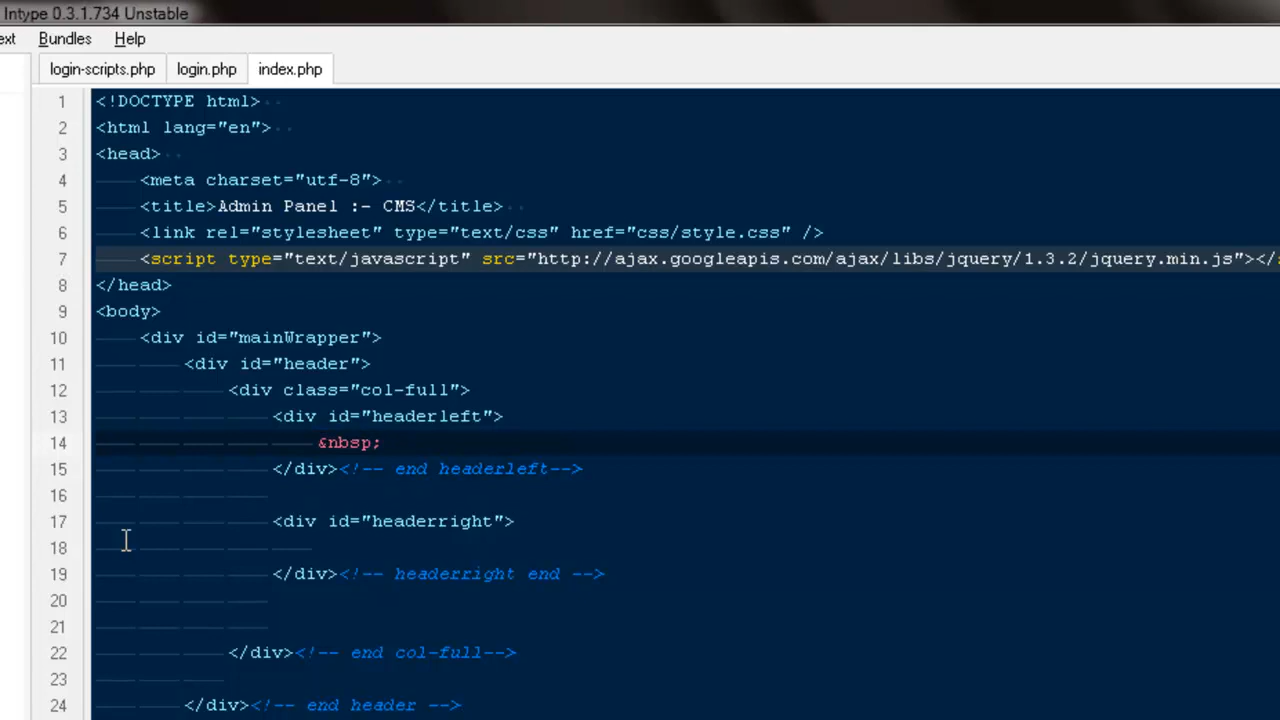 Intype 0.3.1.734 Unstable
ext Bundles Help
login-scripts.php login.php index.php
1 <!DOCTYPE html>
2 <html lang="en">
3 <head>
4 <meta charset="utf-8">
5 <title>Admin Panel :- CMS</title>
6 <link rel="stylesheet" type="text/css" href="css/style.css" />
7 <script type="text/javascript" src="http://ajax.googleapis.com/ajax/libs/jquery/1.3.2/jquery.min.js"></s
8 </head>
9 <body>
10 <div id="mainWrapper">
11 <div id="header">
12 <div class="col-full">
13 <div id="headerleft">
14 &nbsp;
15 </div><!-- end headerleft-->
16
17 <div id="headerright">
18
19 </div><!-- headerright end -->
20
21
22 </div><!-- end col-full-->
23
24 </div><!-- end header -->